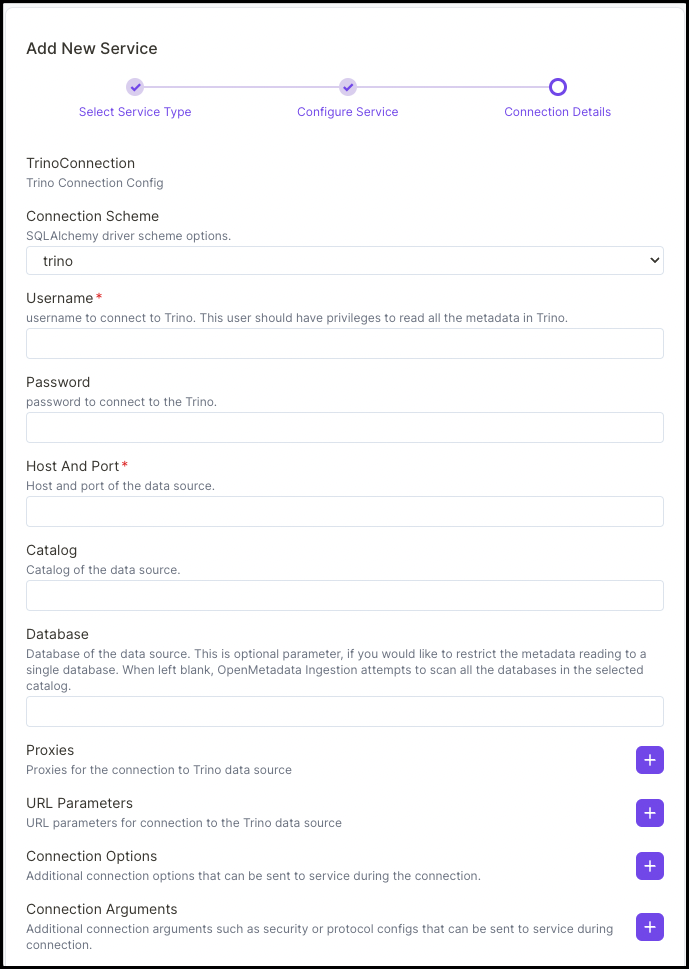 Add New Service
Select Service Type
Configure Service
Connection Details
TrinoConnection
Trino Connection Config
Connection Scheme
SQLAlchemy driver scheme options.
trino
Username*
username to connect to Trino. This user should have privileges to read all the metadata in Trino.
Password
password to connect to the Trino.
Host And Port*
Host and port of the data source.
Catalog
Catalog of the data source.
Database
Database of the data source. This is optional parameter, if you would like to restrict the metadata reading to a
single database. When left blank, OpenMetadata Ingestion attempts to scan all the databases in the selected
catalog.
Proxies
Proxies for the connection to Trino data source
URL Parameters
URL parameters for connection to the Trino data source
Connection Options
Additional connection options that can be sent to service during the connection.
Connection Arguments
Additional connection arguments such as security or protocol configs that can be sent to service during
connection.